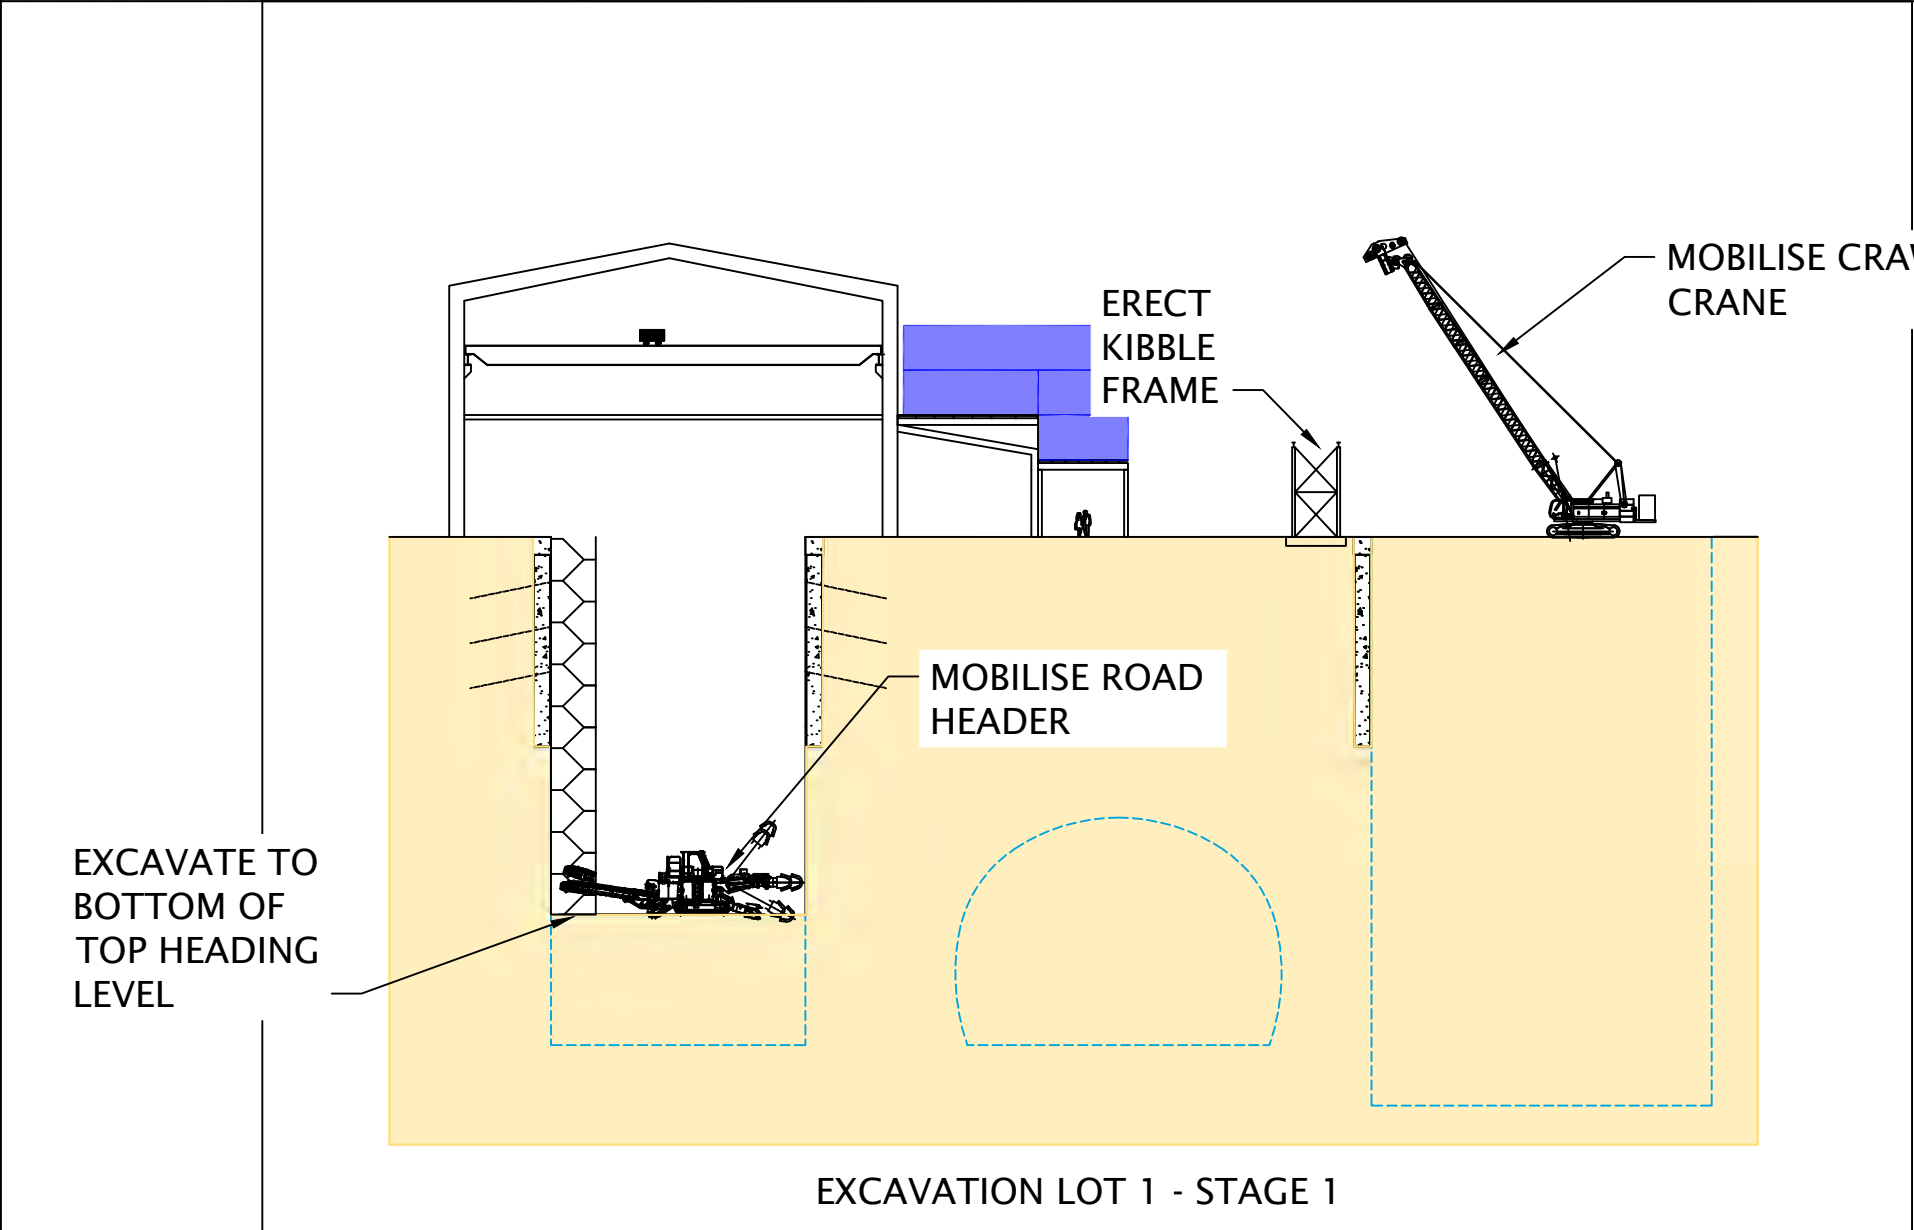 ERECT
KIBBLE
FRAME
MOBILISE
CRANE
MOBILISE ROAD
HEADER
EXCAVATE TO
BOTTOM OF
TOP HEADING
LEVEL
EXCAVATION LOT 1 - STAGE 1